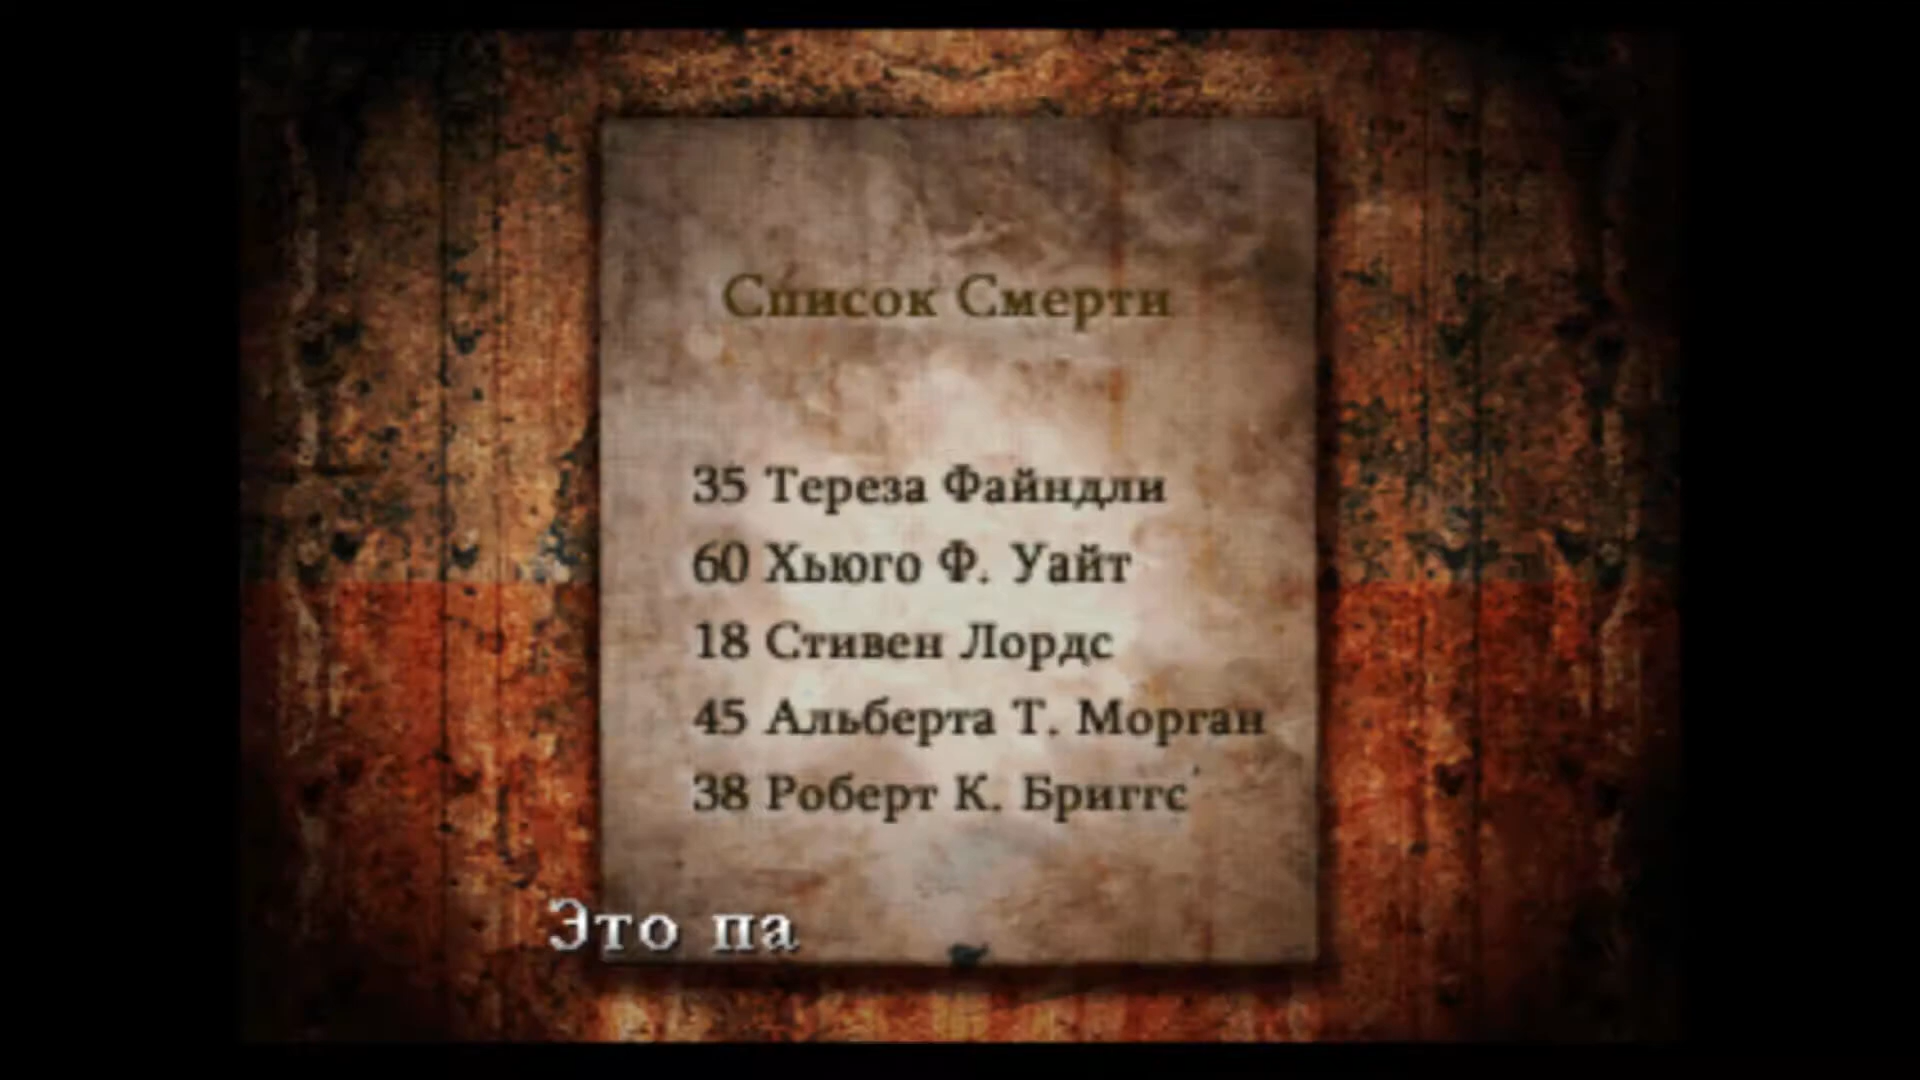 Список Смерти
35 Тереза Файндли
60 Хьюго Ф. Уайт
18 Стивен Лордс
45 Альберта Т. Морган
38 Роберт К. Бриггс
Это па